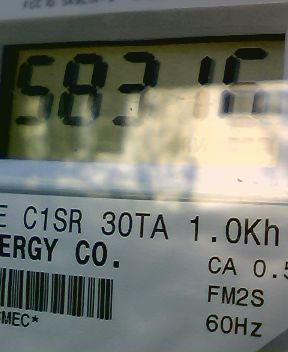 58316
E C1SR 30TA 1.0Kh
ERGY CO.
CA 0.5
FM2S
MEC*
60Hz